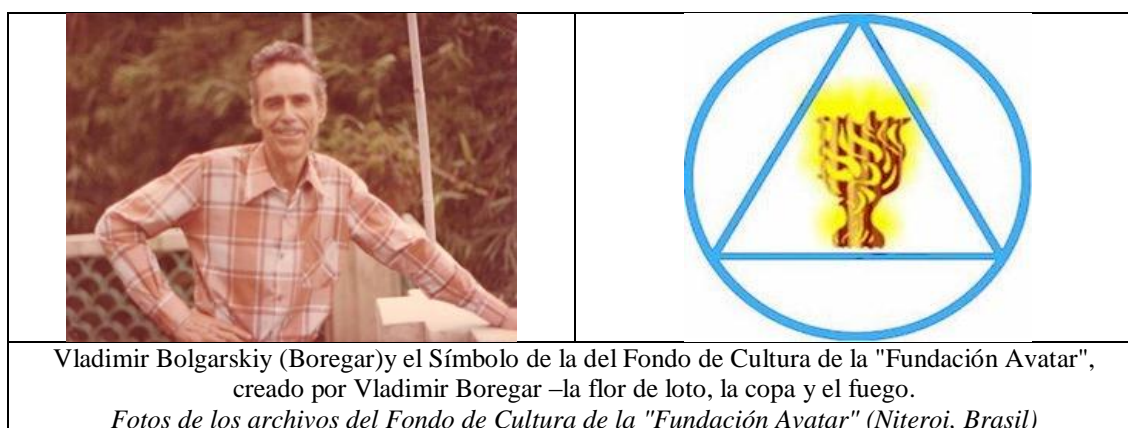 Vladimir Bolgarskiy (Boregar)y el Símbolo de la del Fondo de Cultura de la "Fundación Avatar",
creado por Vladimir Boregar –la flor de loto, la copa y el fuego.
Fotos de los archivos del Fondo de Cultura de la "Fundación Avatar" (Niteroi, Brasil)